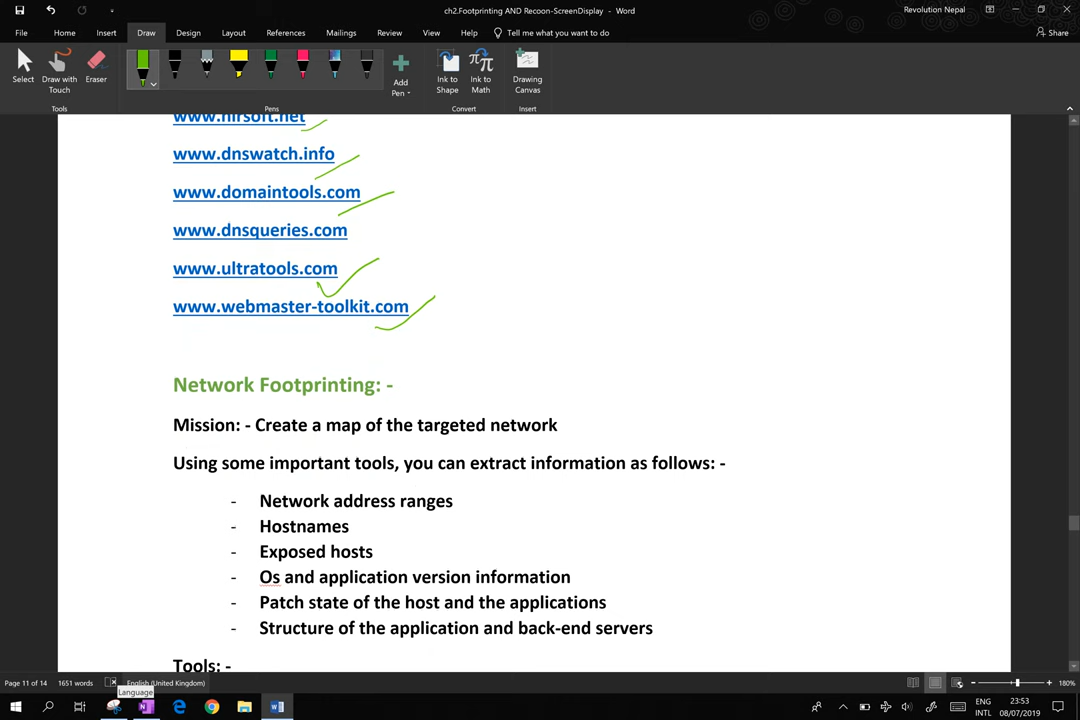 ch2.Footprinting AND Recoon-ScreenDisplay - Word
Revolution Nepal
File Home Insert Draw Design Layout References Mailings Review View Help Tell me what you want to do
Share
Select
Draw with Touch
Eraser
Add Pen
Ink to Shape
Ink to Math
Drawing Canvas
Tools
Pens
Convert
Insert
www.nirsoft.net
www.dnswatch.info
www.domaintools.com
www.dnsqueries.com
www.ultratools.com
www.webmaster-toolkit.com
Network Footprinting: -
Mission: - Create a map of the targeted network
Using some important tools, you can extract information as follows: -
- Network address ranges
- Hostnames
- Exposed hosts
- Os and application version information
- Patch state of the host and the applications
- Structure of the application and back-end servers
Tools: -
Page 11 of 14 1651 words English (United Kingdom)
180%
Language
ENG
INTL
23:53
08/07/2019